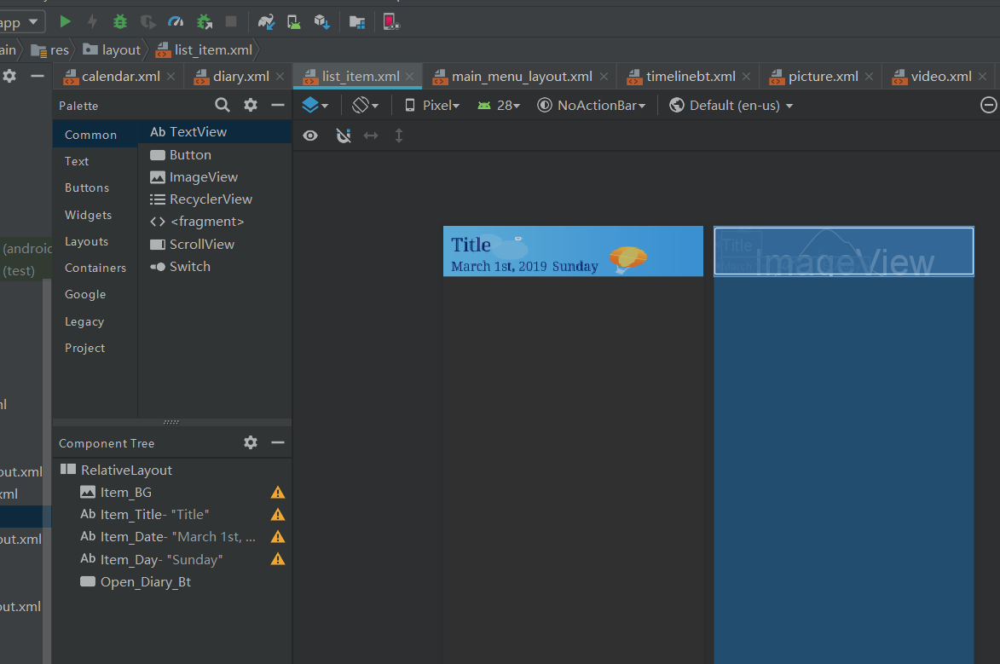 app
Pixel
28
NoActionBar
Default (en-us)
ain
res
layout
list_item.xml
calendar.xml
diary.xml
list_item.xml
main_menu_layout.xml
timelinebt.xml
picture.xml
video.xml
Palette
Common
Text
Buttons
Widgets
Layouts
Containers
Google
Legacy
Project
Ab TextView
Button
ImageView
RecyclerView
<fragment>
ScrollView
Switch
(android
(test)
ml
out.xml
xml
out.xml
out.xml
Component Tree
RelativeLayout
Item_BG
Ab Item_Title- "Title"
Ab Item_Date- "March 1st, ...
Ab Item_Day- "Sunday"
Open_Diary_Bt
Title
March 1st, 2019 Sunday
Title
March
ImageView